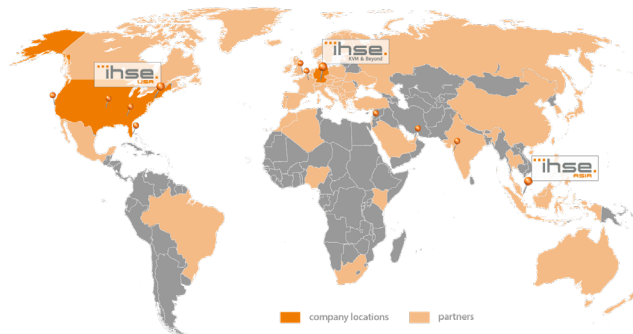 ihse.
USA
ihse.
KVM & Beyond
ihse.
ASIA
company locations
partners